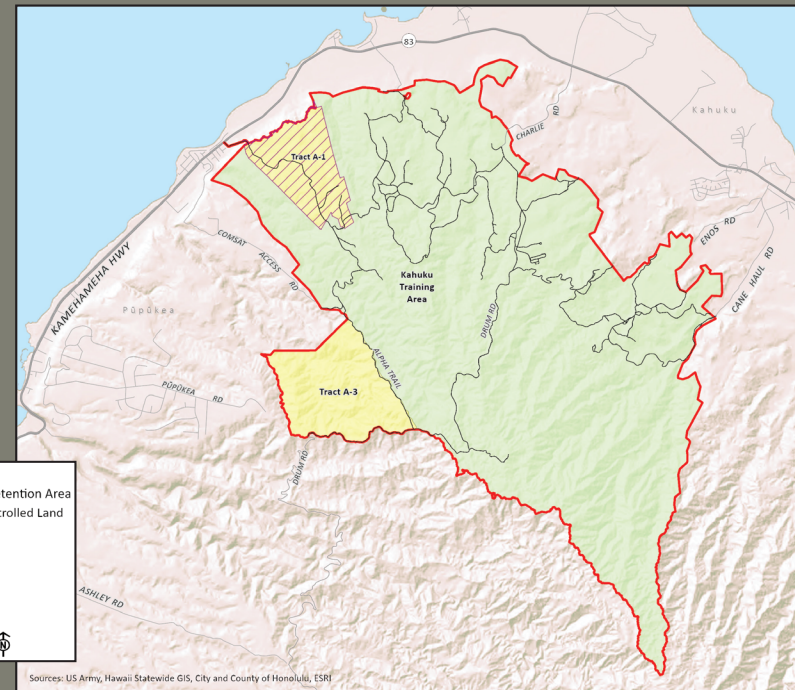 83
Kahuku
CHARLIE RD
Tract A-1
ENOS RD
COMSAT ACCESS RD
CANE HAUL RD
KAMEHAMEHA HWY
Kahuku
Training
Area
Pūpūkea
DRUM RD
ALPHA TRAIL
PŪPŪKEA RD
Tract A-3
DRUM RD
tention Area
trolled Land
ASHLEY RD
N
Sources: US Army, Hawaii Statewide GIS, City and County of Honolulu, ESRI